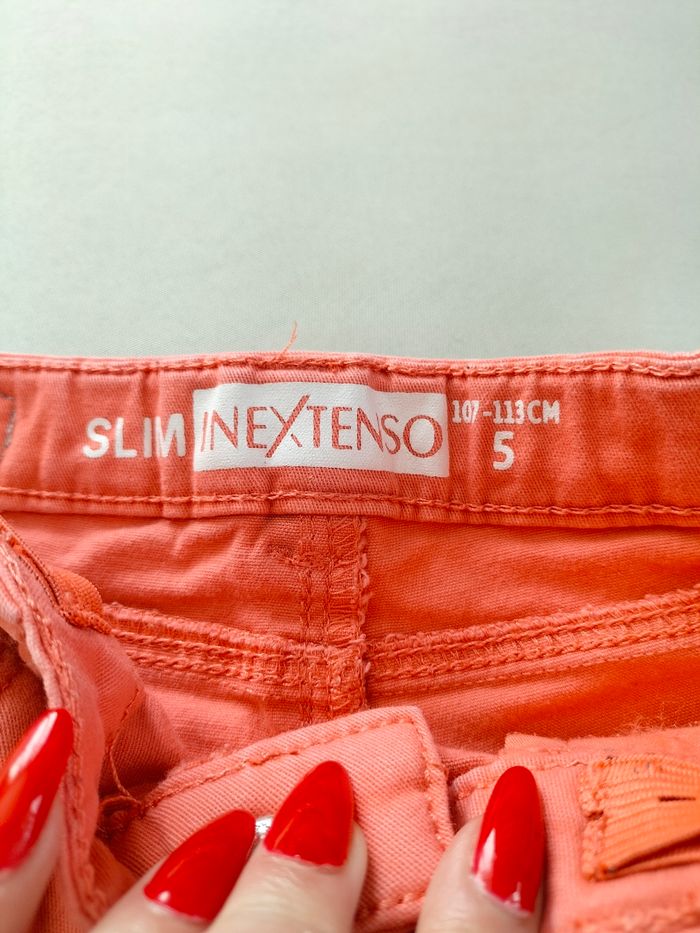 SLIM
INEXTENSO
107-113CM
5